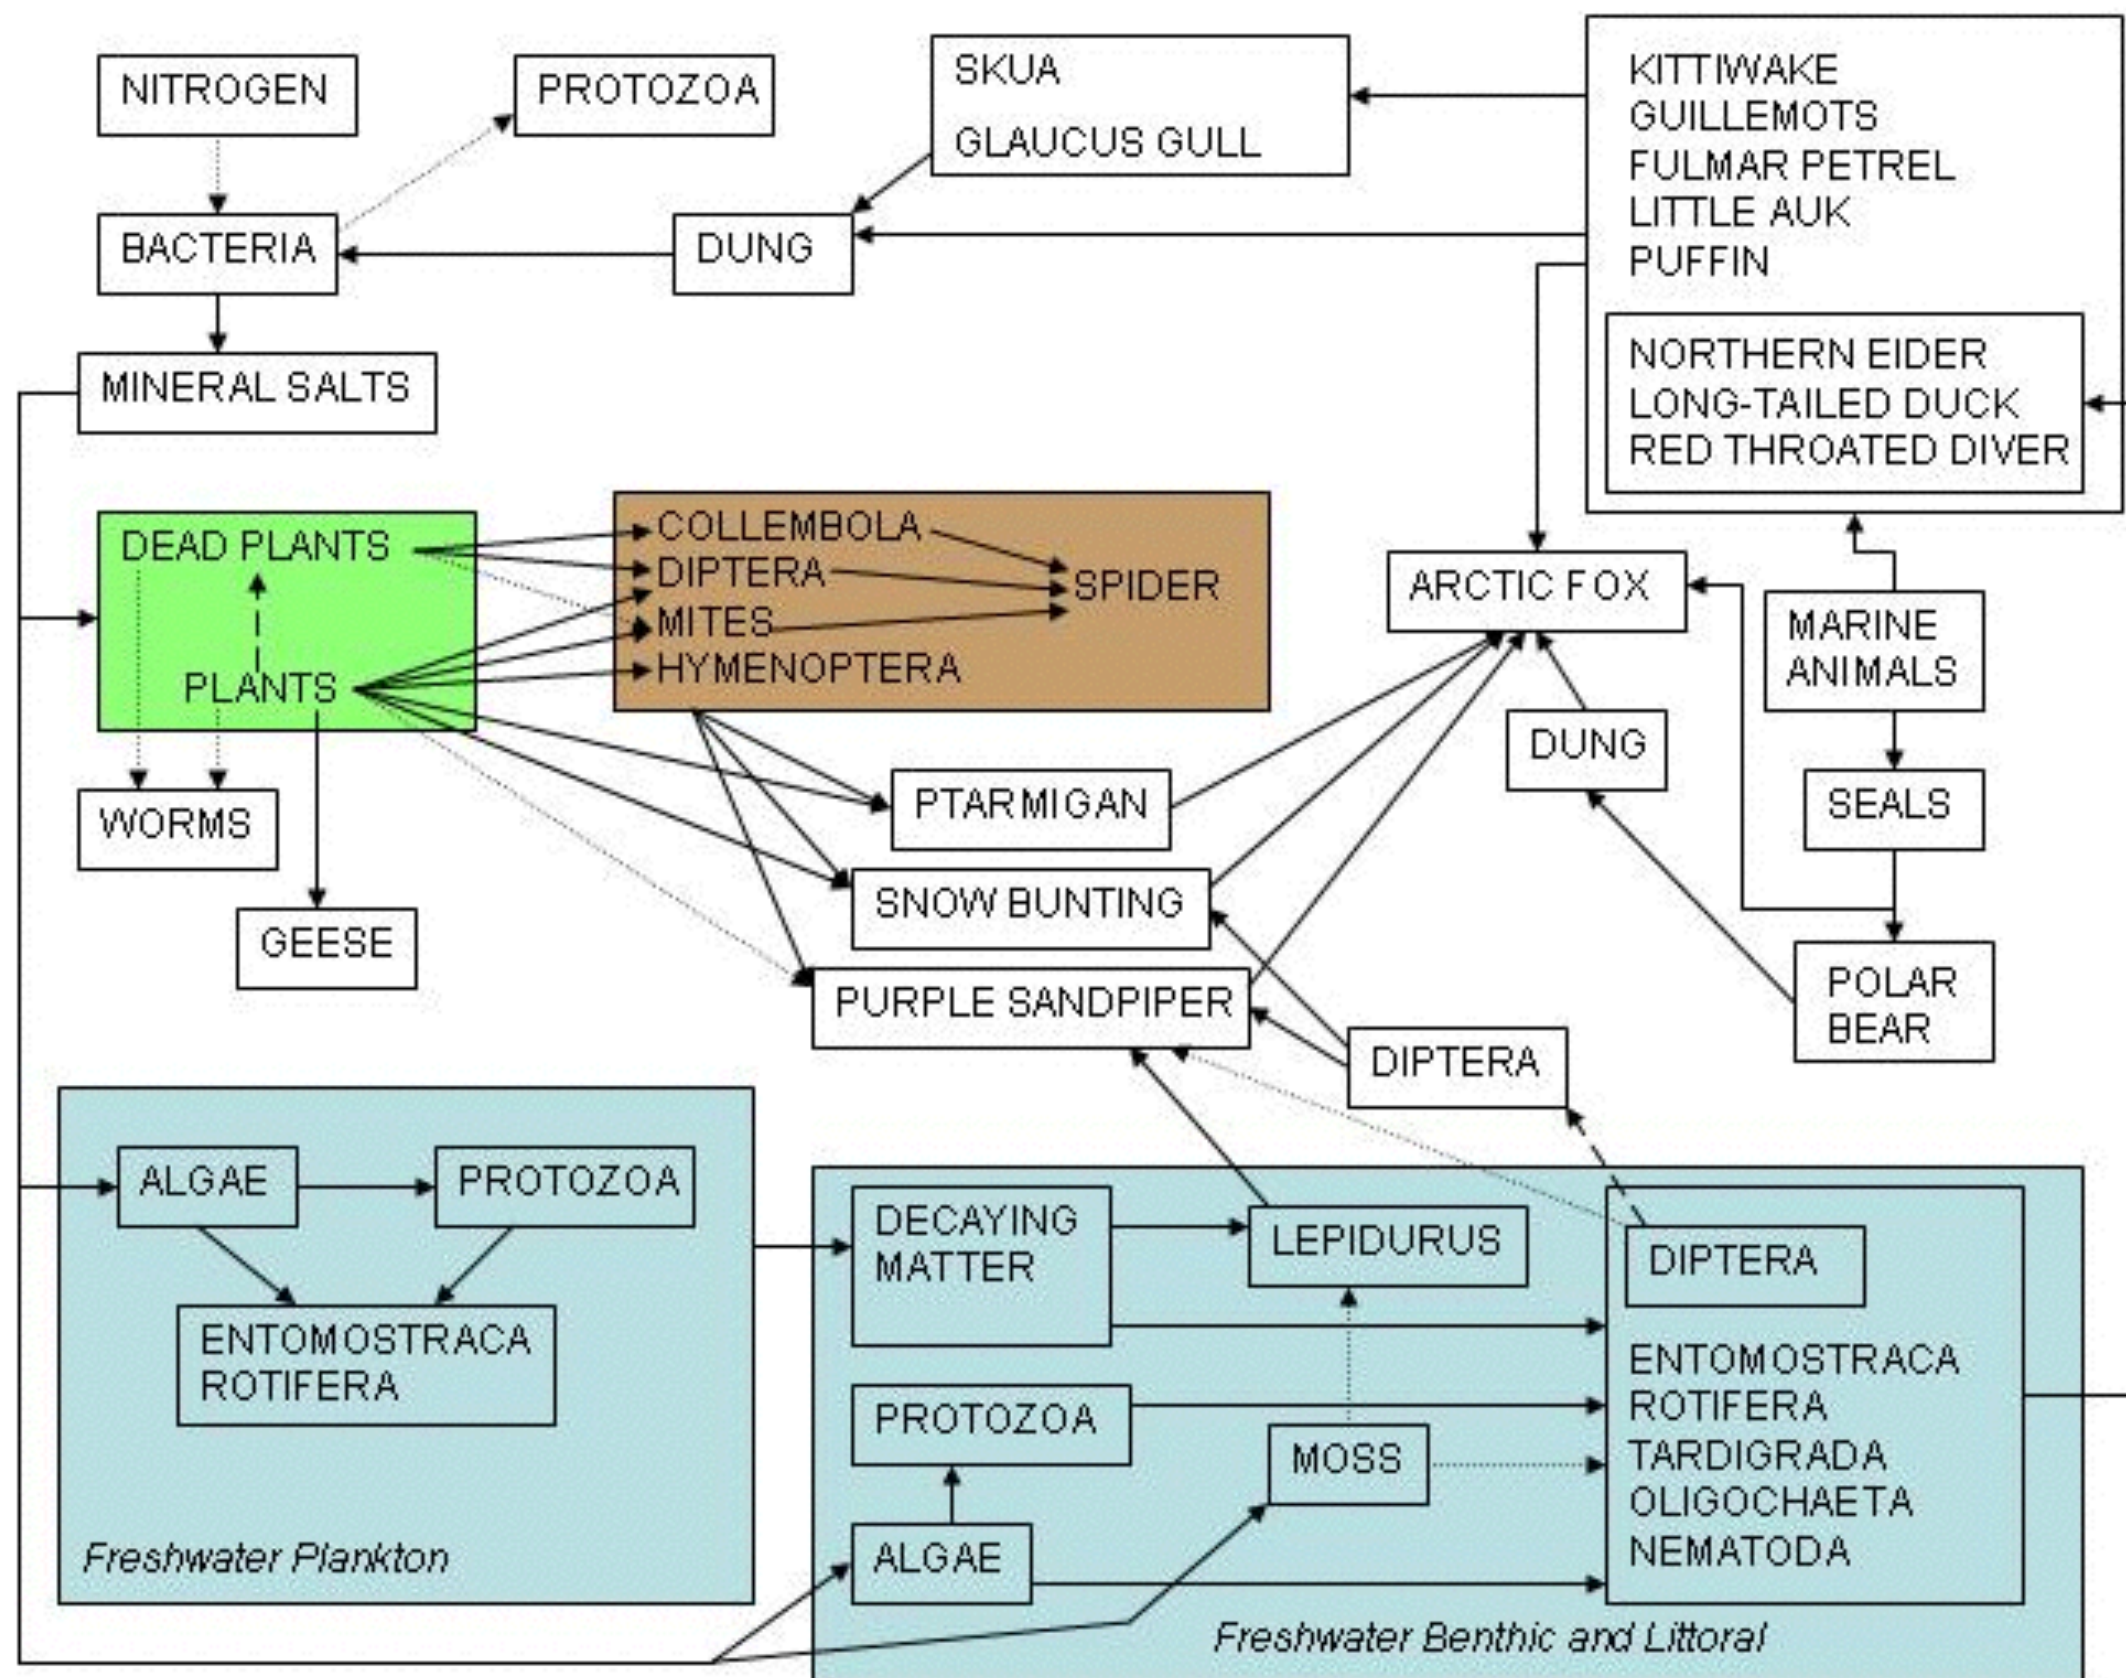 NITROGEN
PROTOZOA
SKUA
GLAUCUS GULL
KITTIWAKE
GUILLEMOTS
FULMAR PETREL
LITTLE AUK
PUFFIN
BACTERIA
DUNG
NORTHERN EIDER
LONG-TAILED DUCK
RED THROATED DIVER
MINERAL SALTS
DEAD PLANTS
PLANTS
COLLEMBOLA
DIPTERA
MITES
HYMENOPTERA
SPIDER
ARCTIC FOX
MARINE
ANIMALS
DUNG
SEALS
WORMS
PTARMIGAN
GEESE
SNOW BUNTING
PURPLE SANDPIPER
POLAR
BEAR
DIPTERA
ALGAE
PROTOZOA
ENTOMOSTRACA
ROTIFERA
Freshwater Plankton
DECAYING
MATTER
LEPIDURUS
DIPTERA
PROTOZOA
MOSS
ALGAE
ENTOMOSTRACA
ROTIFERA
TARDIGRADA
OLIGOCHAETA
NEMATODA
Freshwater Benthic and Littoral